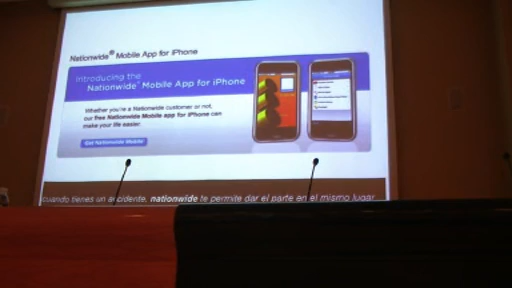 Nationwide® Mobile App for iPhone
Introducing the
Nationwide® Mobile App for iPhone
Whether you're a Nationwide customer or not,
our free Nationwide Mobile app for iPhone can
make your life easier.
Get Nationwide Mobile
cuando tienes un accidente, nationwide te permite dar el parte en el mismo lugar